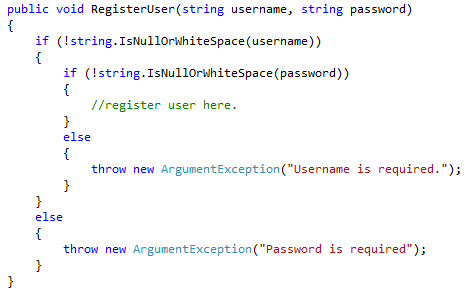 public void RegisterUser(string username, string password)
{
    if (!string.IsNullOrWhiteSpace(username))
    {
        if (!string.IsNullOrWhiteSpace(password))
        {
            //register user here.
        }
        else
        {
            throw new ArgumentException("Username is required.");
        }
    }
    else
    {
        throw new ArgumentException("Password is required");
    }
}